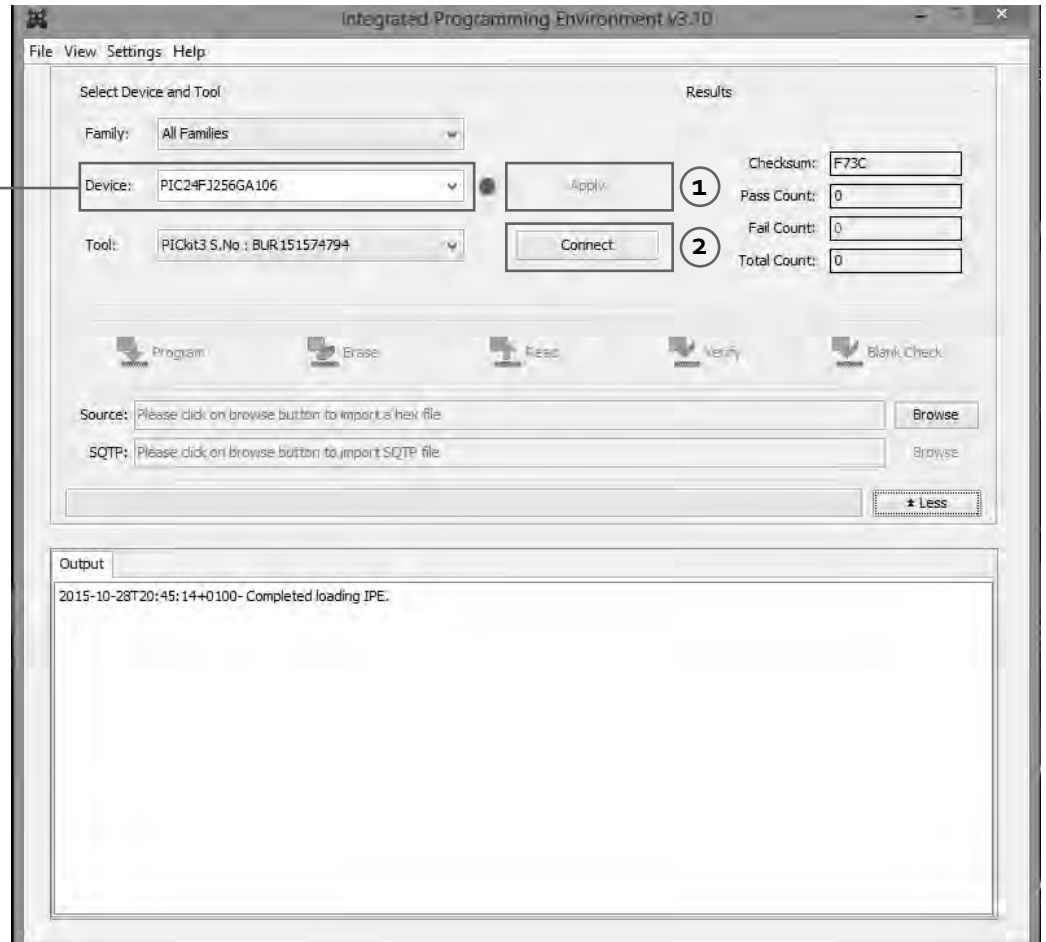 Integrated Programming Environment v3.10
File View Settings Help
Select Device and Tool
Results
Family: All Families
Checksum: F73C
Device: PIC24FJ256GA106
Apply
1
Pass Count: 0
Fail Count: 0
Tool: PICkit3 S.No : BUR151574794
Connect
2
Total Count: 0
Program Erase Read Verify Blank Check
Source: Please click on browse button to import a hex file
Browse
SQTP: Please click on browse button to import SQTP file
Browse
Less
Output
2015-10-28T20:45:14+0100- Completed loading IPE.